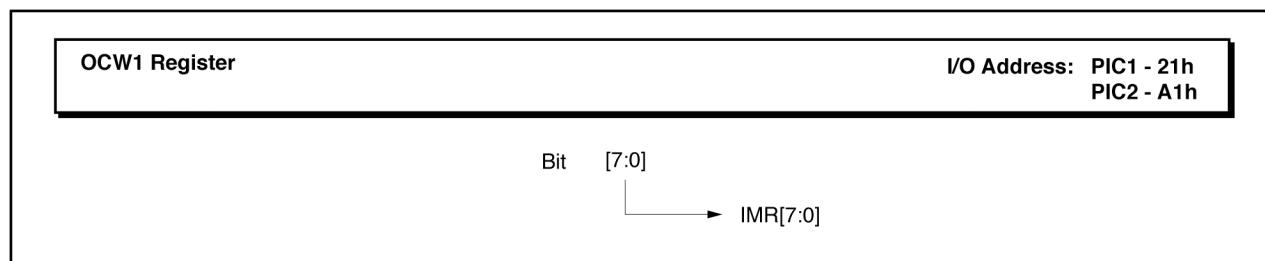 OCW1 Register
I/O Address: PIC1 - 21h
PIC2 - A1h
Bit [7:0]
IMR[7:0]